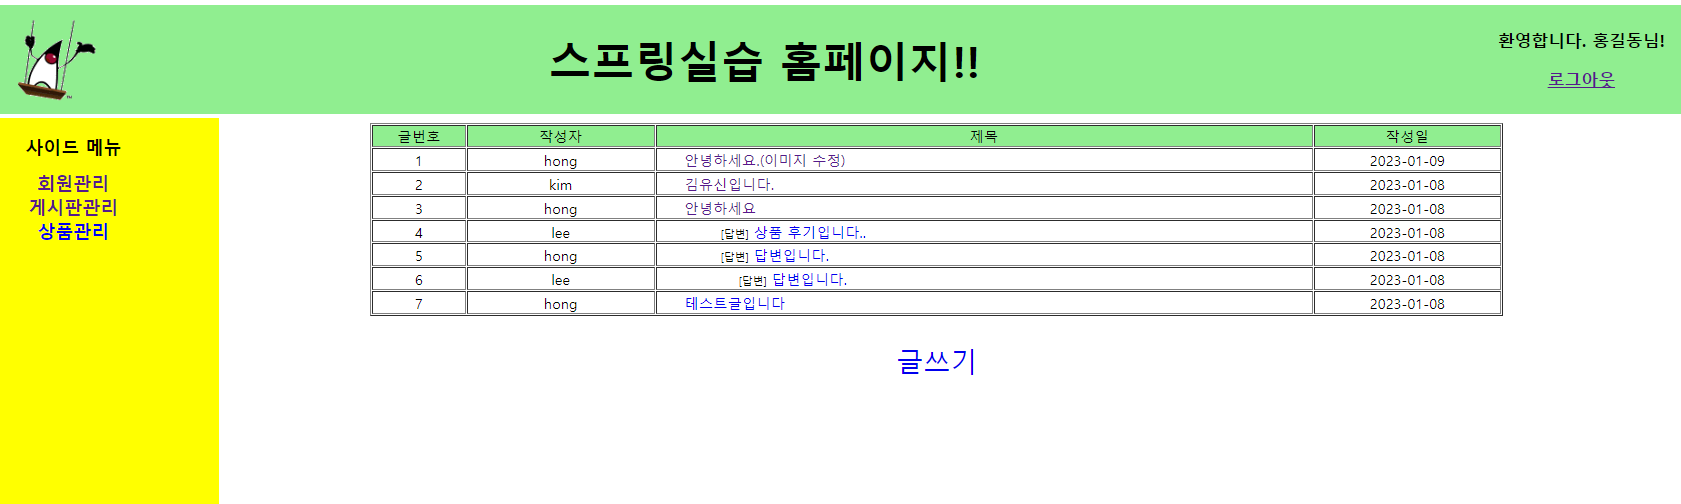 스프링실습 홈페이지!!
환영합니다. 홍길동님!
로그아웃
사이드 메뉴
회원관리
게시판관리
상품관리
글번호 작성자 제목 작성일
1 hong 안녕하세요.(이미지 수정) 2023-01-09
2 kim 김유신입니다. 2023-01-08
3 hong 안녕하세요 2023-01-08
4 lee [답변] 상품 후기입니다.. 2023-01-08
5 hong [답변] 답변입니다. 2023-01-08
6 lee [답변] 답변입니다. 2023-01-08
7 hong 테스트글입니다 2023-01-08
글쓰기